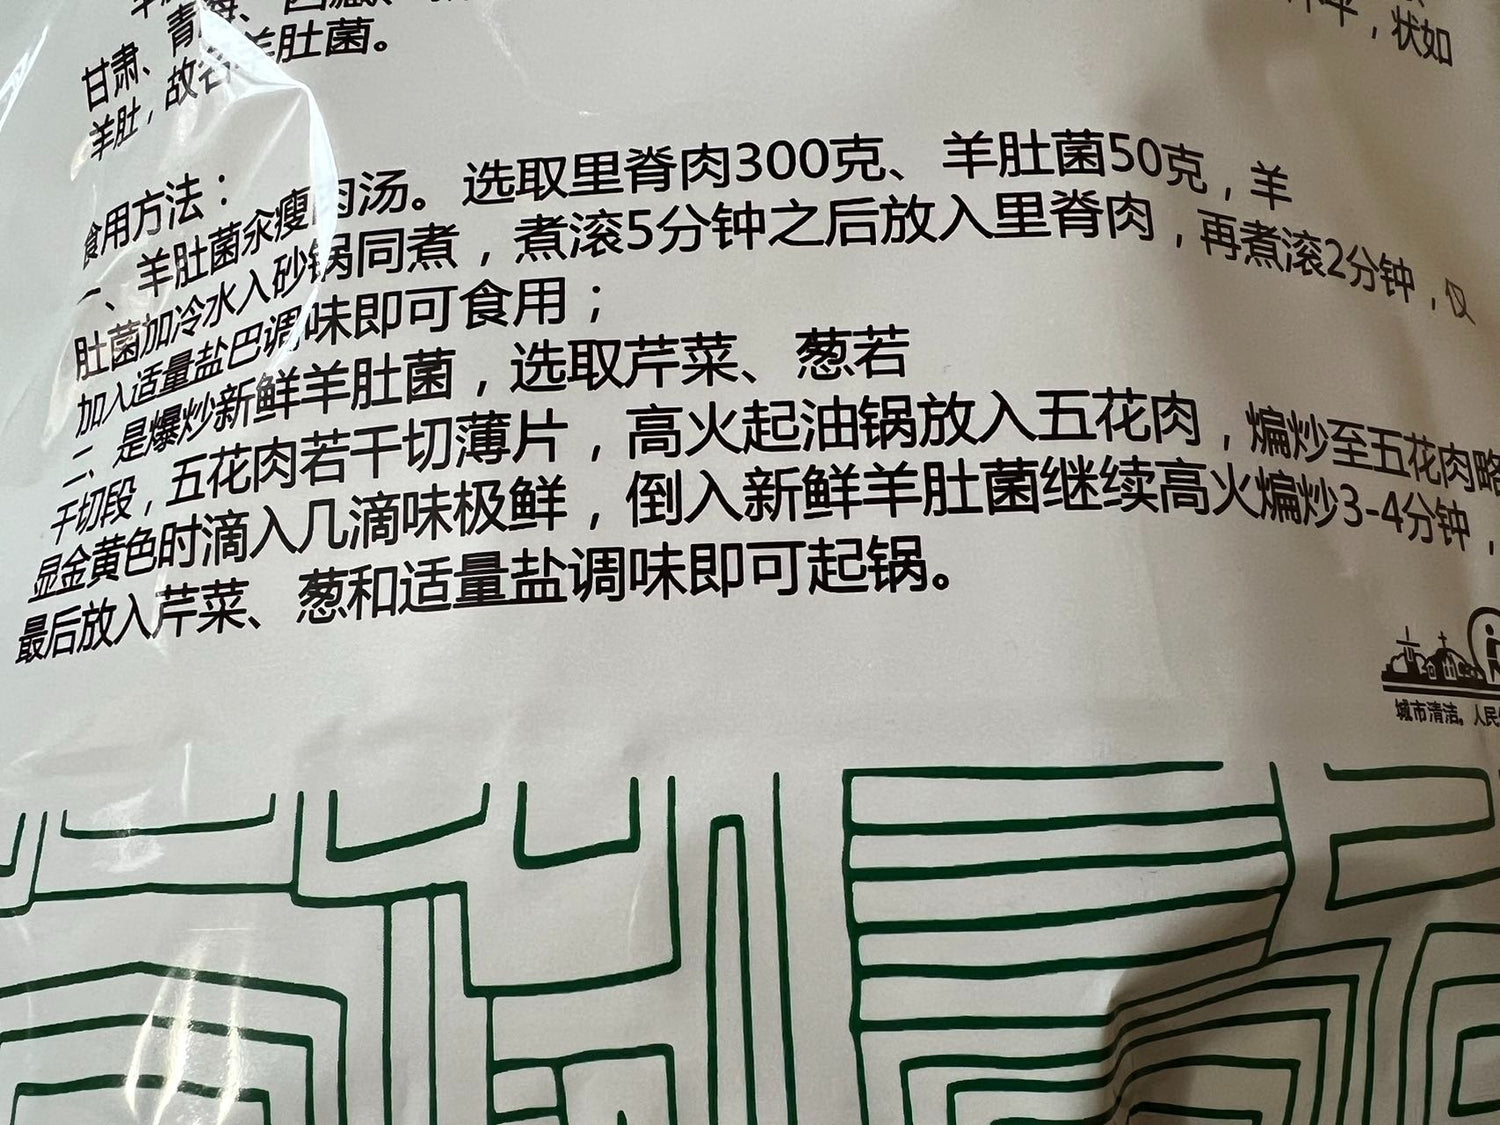 甘肃、青海、西藏、
状如
羊肚，故名羊肚菌。
食用方法：
一、羊肚菌汆瘦肉汤。选取里脊肉300克、羊肚菌50克，羊
肚菌加冷水入砂锅同煮，煮滚5分钟之后放入里脊肉，再煮滚2分钟，仅
加入适量盐巴调味即可食用；
二、是爆炒新鲜羊肚菌，选取芹菜、葱若
干切段，五花肉若干切薄片，高火起油锅放入五花肉，煸炒至五花肉略
显金黄色时滴入几滴味极鲜，倒入新鲜羊肚菌继续高火煸炒3-4分钟，
最后放入芹菜、葱和适量盐调味即可起锅。
城市清洁。人民